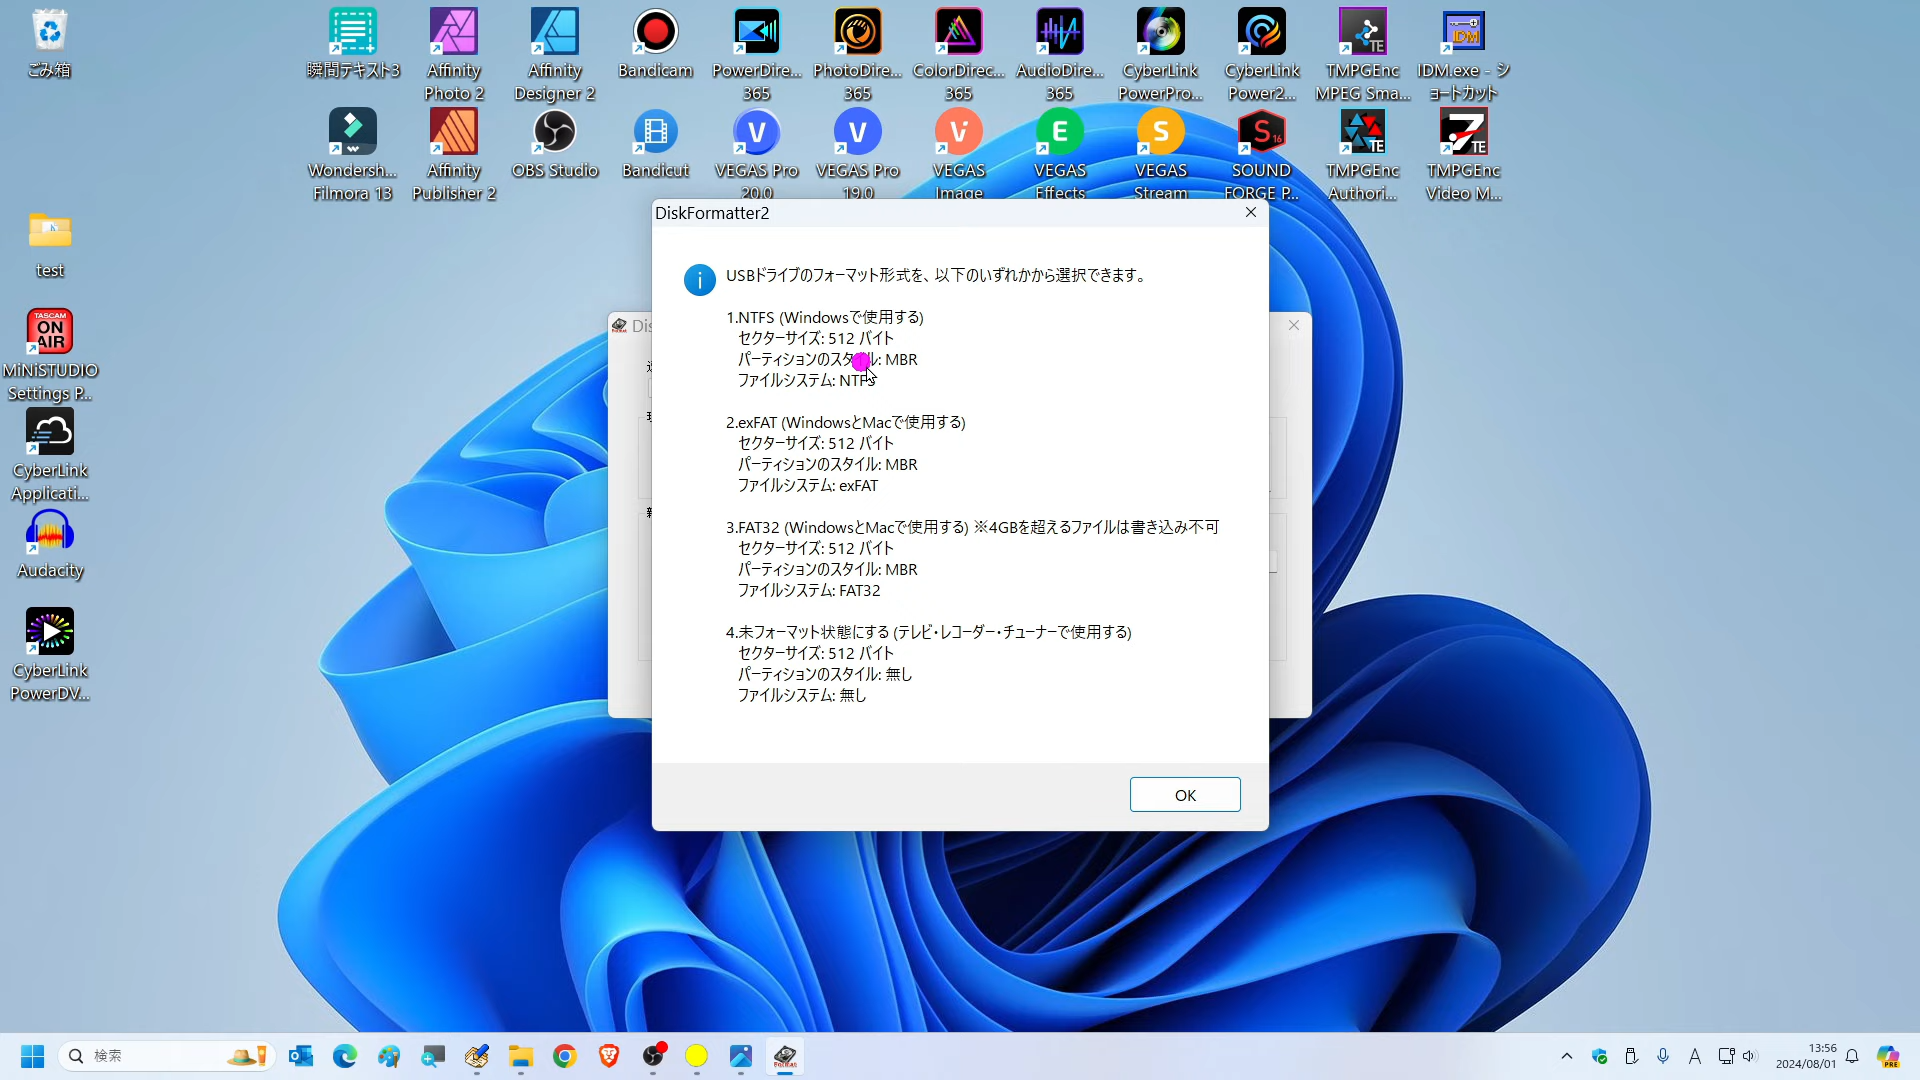 ごみ箱
瞬間テキスト3
Affinity
Photo 2
Affinity
Designer 2
Bandicam
PowerDire...
365
PhotoDire...
365
ColorDirec...
365
AudioDire...
365
CyberLink
PowerPro...
CyberLink
Power2...
TMPGEnc
MPEG Sma...
IDM.exe - シ
ョートカット
Wondersh...
Filmora 13
Affinity
Publisher 2
OBS Studio
Bandicut
VEGAS Pro
20.0
VEGAS Pro
19.0
VEGAS
Image
VEGAS
Effects
VEGAS
Stream
SOUND
FORGE P...
TMPGEnc
Authori...
TMPGEnc
Video M...
test
TASCAM
ON
AIR
MiNiSTUDIO
Settings P...
CyberLink
Applicati...
Audacity
CyberLink
PowerDV...
DiskFormatter2
USBドライブのフォーマット形式を、以下のいずれかから選択できます。
1.NTFS (Windowsで使用する)
セクターサイズ: 512 バイト
パーティションのスタイル: MBR
ファイルシステム: NTFS
2.exFAT (WindowsとMacで使用する)
セクターサイズ: 512 バイト
パーティションのスタイル: MBR
ファイルシステム: exFAT
3.FAT32 (WindowsとMacで使用する) ※4GBを超えるファイルは書き込み不可
セクターサイズ: 512 バイト
パーティションのスタイル: MBR
ファイルシステム: FAT32
4.未フォーマット状態にする (テレビ・レコーダー・チューナーで使用する)
セクターサイズ: 512 バイト
パーティションのスタイル: 無し
ファイルシステム: 無し
OK
検索
A
13:56
2024/08/01